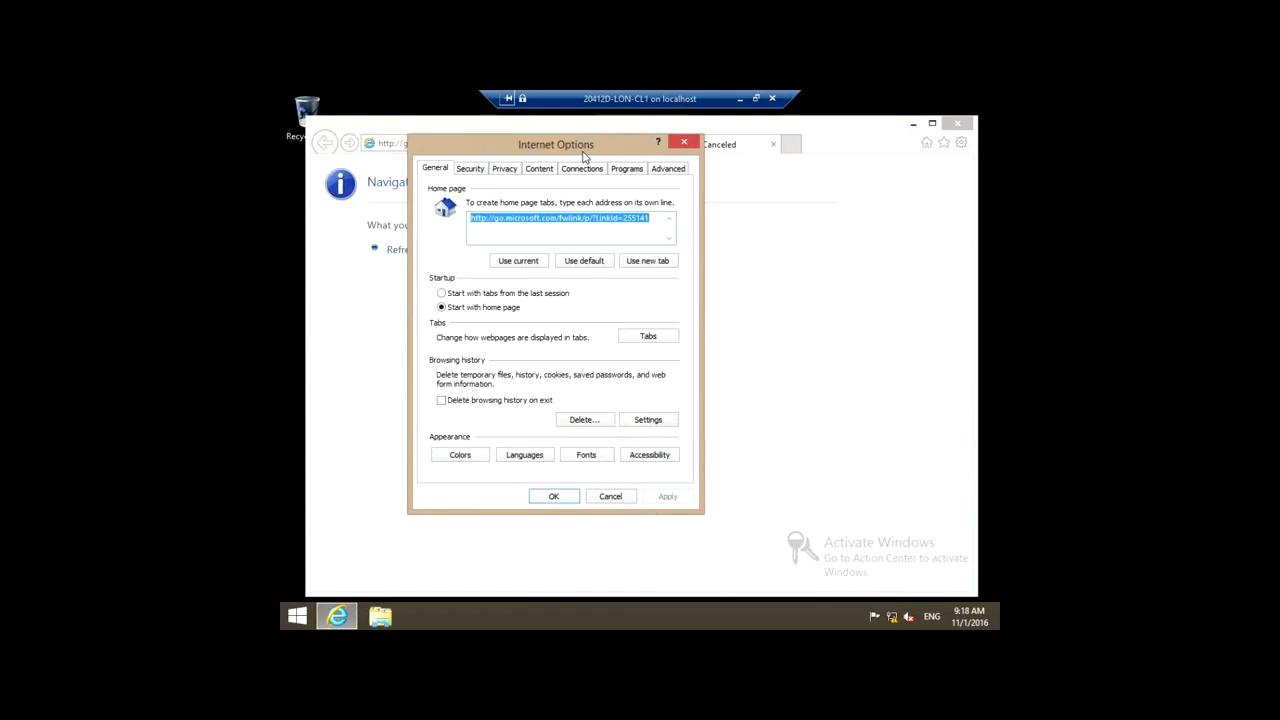 20412D-LON-CL1 on localhost
Recyc
http://g
Canceled
Internet Options
?
General
Security
Privacy
Content
Connections
Programs
Advanced
Navigat
What you
Refre
Home page
To create home page tabs, type each address on its own line.
http://go.microsoft.com/fwlink/p/?LinkId=255141
Use current
Use default
Use new tab
Startup
Start with tabs from the last session
Start with home page
Tabs
Change how webpages are displayed in tabs.
Tabs
Browsing history
Delete temporary files, history, cookies, saved passwords, and web
form information.
Delete browsing history on exit
Delete...
Settings
Appearance
Colors
Languages
Fonts
Accessibility
OK
Cancel
Apply
Activate Windows
Go to Action Center to activate
Windows.
ENG
9:18 AM
11/1/2016